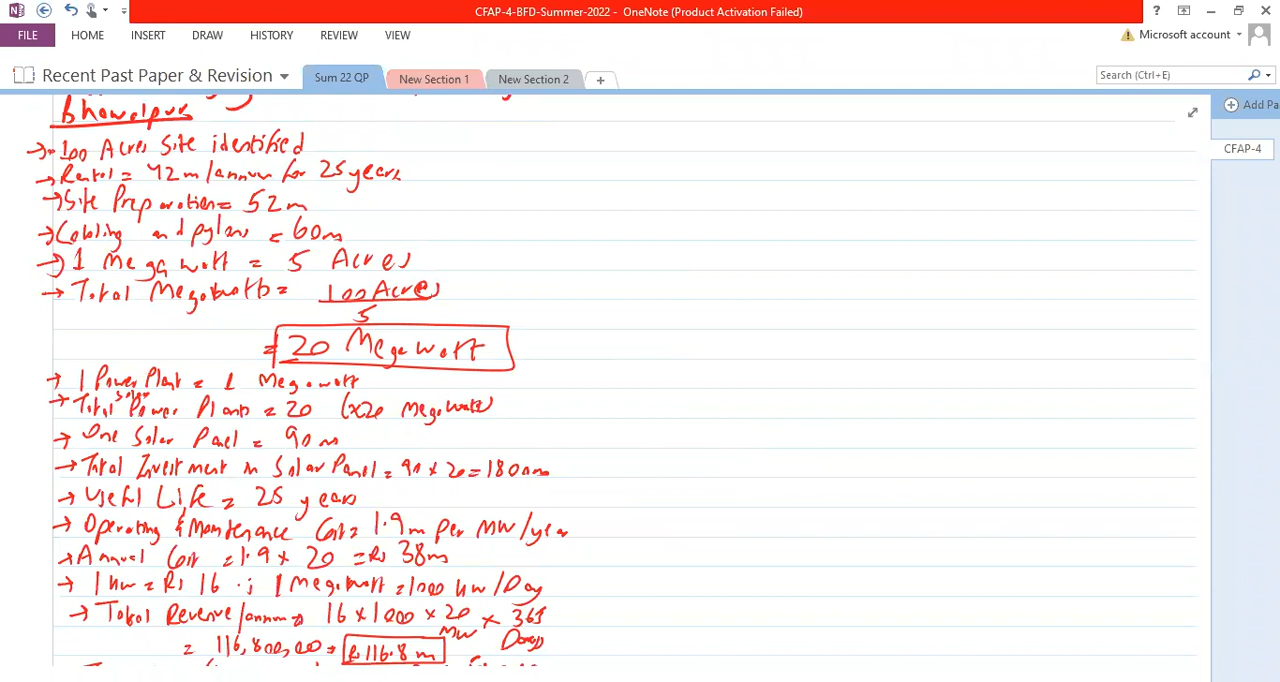 CFAP-4-BFD-Summer-2022 - OneNote (Product Activation Failed)
FILE HOME INSERT DRAW HISTORY REVIEW VIEW Microsoft account
Recent Past Paper & Revision Sum 22 QP New Section 1 New Section 2 + Search (Ctrl+E)
Add Pa
CFAP-4
Bhawalpur
→ 100 Acres Site identified
→ Rental = 42m/annum for 25 years
→ Site Preparation = 52m
→ Cabling and pylons = 60m
→ 1 Mega watt = 5 Acres
→ Total Megawatts = 100 Acres
5
= 20 Megawatt
→ 1 Power Plant = 1 Megawatt
→ Total Solar Power Plants = 20 (x20 Megawatt)
→ One Solar Panel = 90m
→ Total Investment in Solar Panel = 90 x 20 = 1800m
→ Useful Life = 25 years
→ Operating & Maintenance Cost = 1.9m per MW/year
→ Annual Cost = 1.9 x 20 = Rs 38m
→ 1 kw = Rs 16 ; 1 Megawatt = 1000 kw/Day
→ Total Revenue/annum → 16 x 1000 x 20 x 365
MW Days
= 116,800,000 = Rs 116.8 m